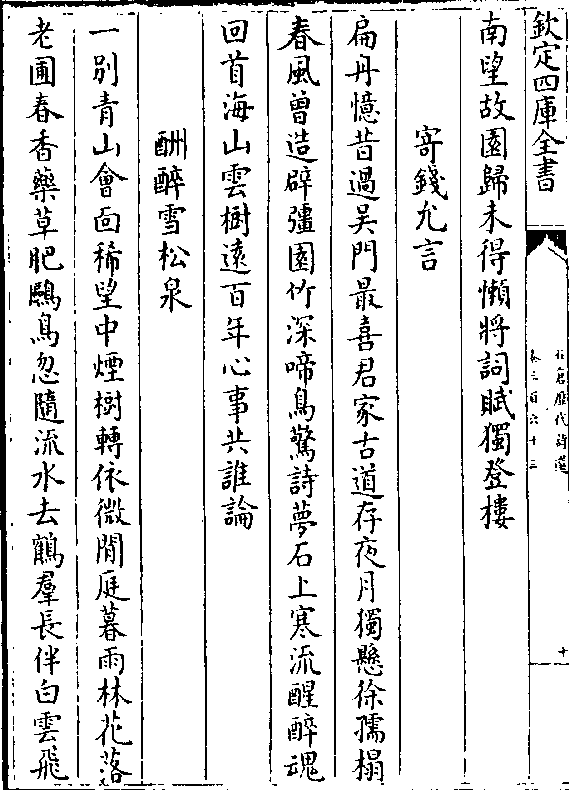 欽定四庫全書
石倉歷代詩選
卷三百六十三
十
南望故園歸未得懶將詞賦獨登樓
寄錢允言
扁舟憶昔過吳門最喜君家古道存夜月獨懸徐孺榻
春風曾造辟彊園竹深啼鳥驚詩夢石上寒流醒醉魂
回首海山雲樹遠百年心事共誰論
酬醉雪松泉
一別青山會面稀望中煙樹轉依微閒庭暮雨林花落
老圃春香藥草肥鷗鳥忽隨流水去鶴羣長伴白雲飛